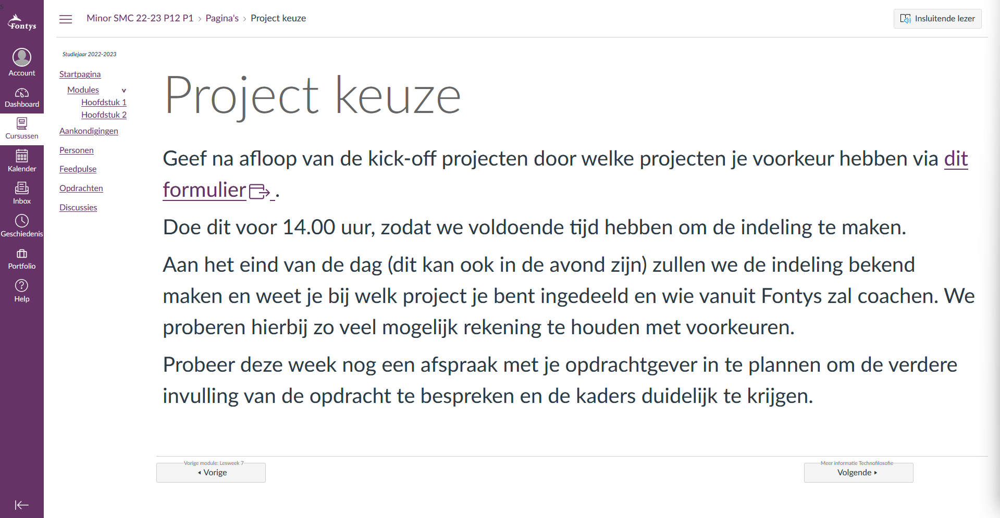 s
Fontys
Account
Dashboard
Cursussen
Kalender
Inbox
Geschiedenis
Portfolio
Help
Minor SMC 22-23 P12 P1 › Pagina's › Project keuze
Insluitende lezer
Studiejaar 2022-2023
Startpagina
Modules v
Hoofdstuk 1
Hoofdstuk 2
Aankondigingen
Personen
Feedpulse
Opdrachten
Discussies
Project keuze
Geef na afloop van de kick-off projecten door welke projecten je voorkeur hebben via dit
formulier .
Doe dit voor 14.00 uur, zodat we voldoende tijd hebben om de indeling te maken.
Aan het eind van de dag (dit kan ook in de avond zijn) zullen we de indeling bekend
maken en weet je bij welk project je bent ingedeeld en wie vanuit Fontys zal coachen. We
proberen hierbij zo veel mogelijk rekening te houden met voorkeuren.
Probeer deze week nog een afspraak met je opdrachtgever in te plannen om de verdere
invulling van de opdracht te bespreken en de kaders duidelijk te krijgen.
Vorige module: Lesweek 7
Vorige
Meer informatie Technofilosofie
Volgende